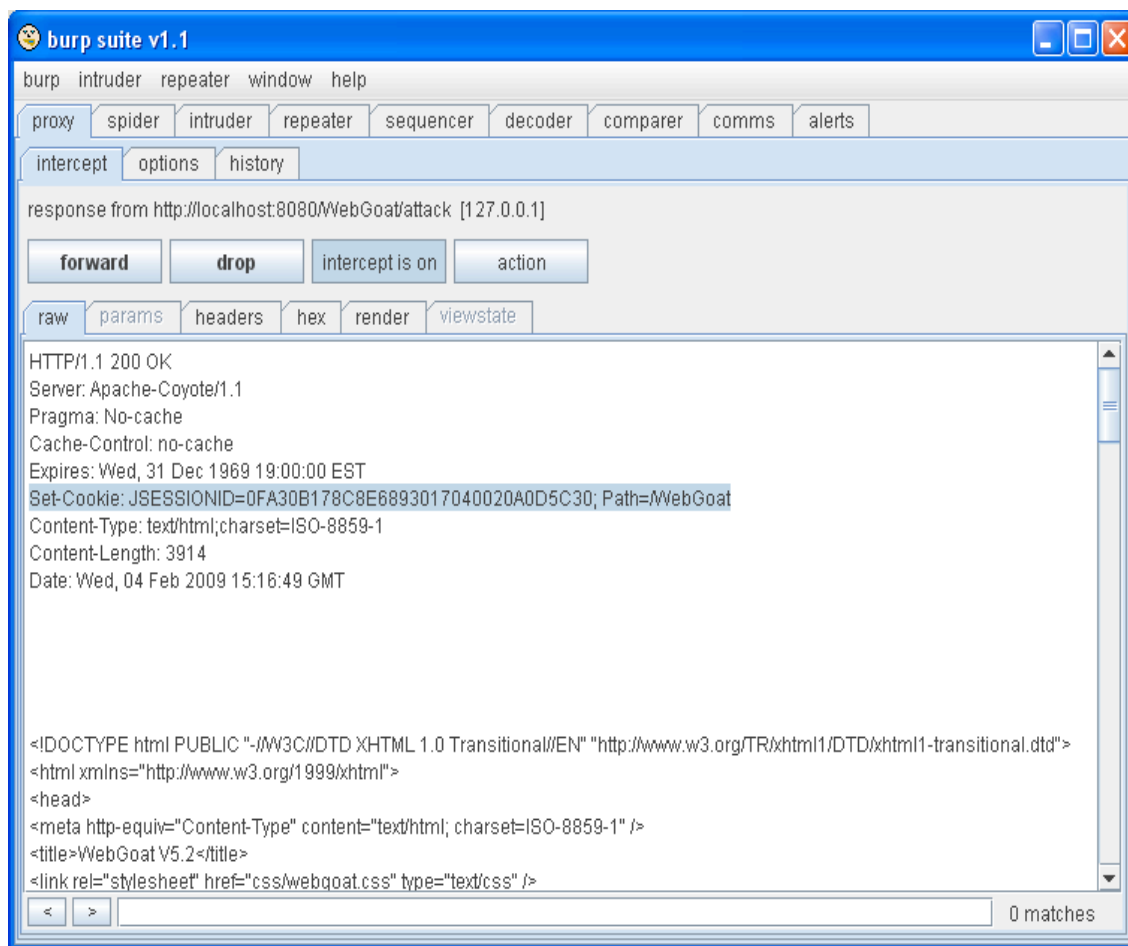 burp suite v1.1
burp intruder repeater window help
proxy spider intruder repeater sequencer decoder comparer comms alerts
intercept options history
response from http://localhost:8080/WebGoat/attack [127.0.0.1]
forward drop intercept is on action
raw params headers hex render viewstate
HTTP/1.1 200 OK
Server: Apache-Coyote/1.1
Pragma: No-cache
Cache-Control: no-cache
Expires: Wed, 31 Dec 1969 19:00:00 EST
Set-Cookie: JSESSIONID=0FA30B178C8E6893017040020A0D5C30; Path=/WebGoat
Content-Type: text/html;charset=ISO-8859-1
Content-Length: 3914
Date: Wed, 04 Feb 2009 15:16:49 GMT
<!DOCTYPE html PUBLIC "-//W3C//DTD XHTML 1.0 Transitional//EN" "http://www.w3.org/TR/xhtml1/DTD/xhtml1-transitional.dtd">
<html xmlns="http://www.w3.org/1999/xhtml">
<head>
<meta http-equiv="Content-Type" content="text/html; charset=ISO-8859-1" />
<title>WebGoat V5.2</title>
<link rel="stylesheet" href="css/webgoat.css" type="text/css" />
< > 0 matches